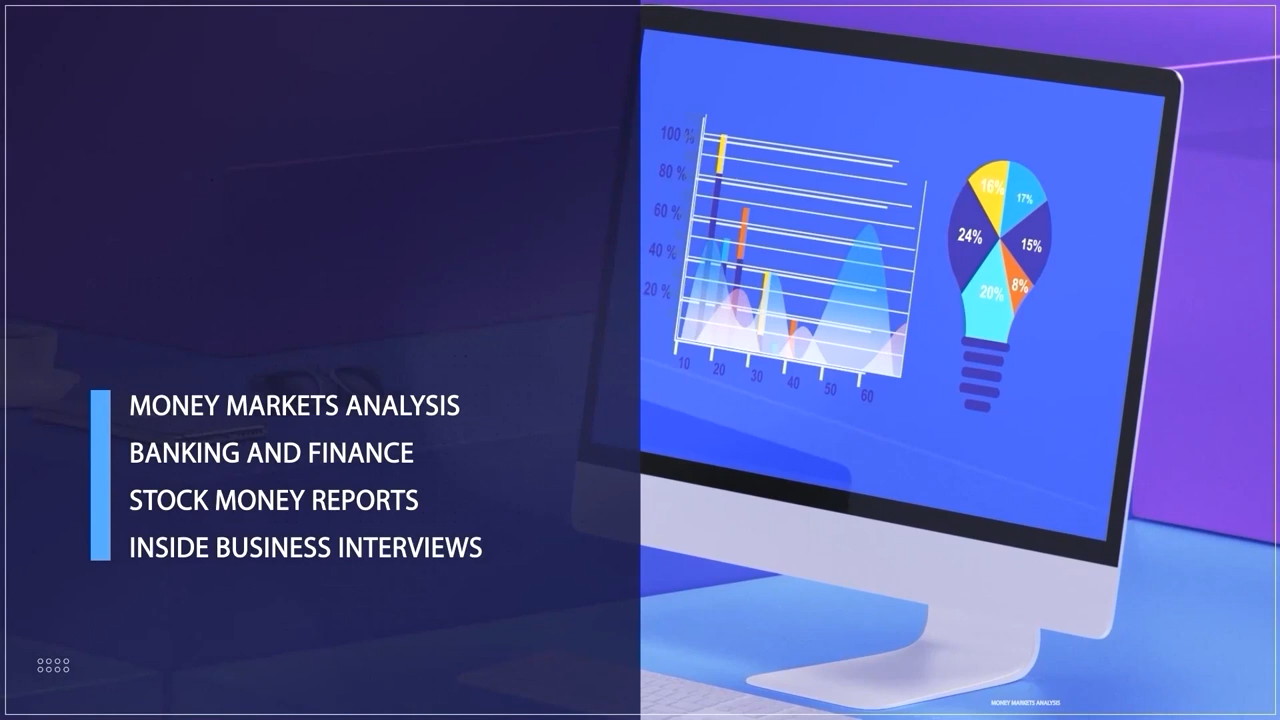 MONEY MARKETS ANALYSIS
BANKING AND FINANCE
STOCK MONEY REPORTS
INSIDE BUSINESS INTERVIEWS
100 %
80 %
60 %
40 %
20 %
10 20 30 40 50 60
16% 17%
24% 15%
20% 8%
MONEY MARKETS ANALYSIS